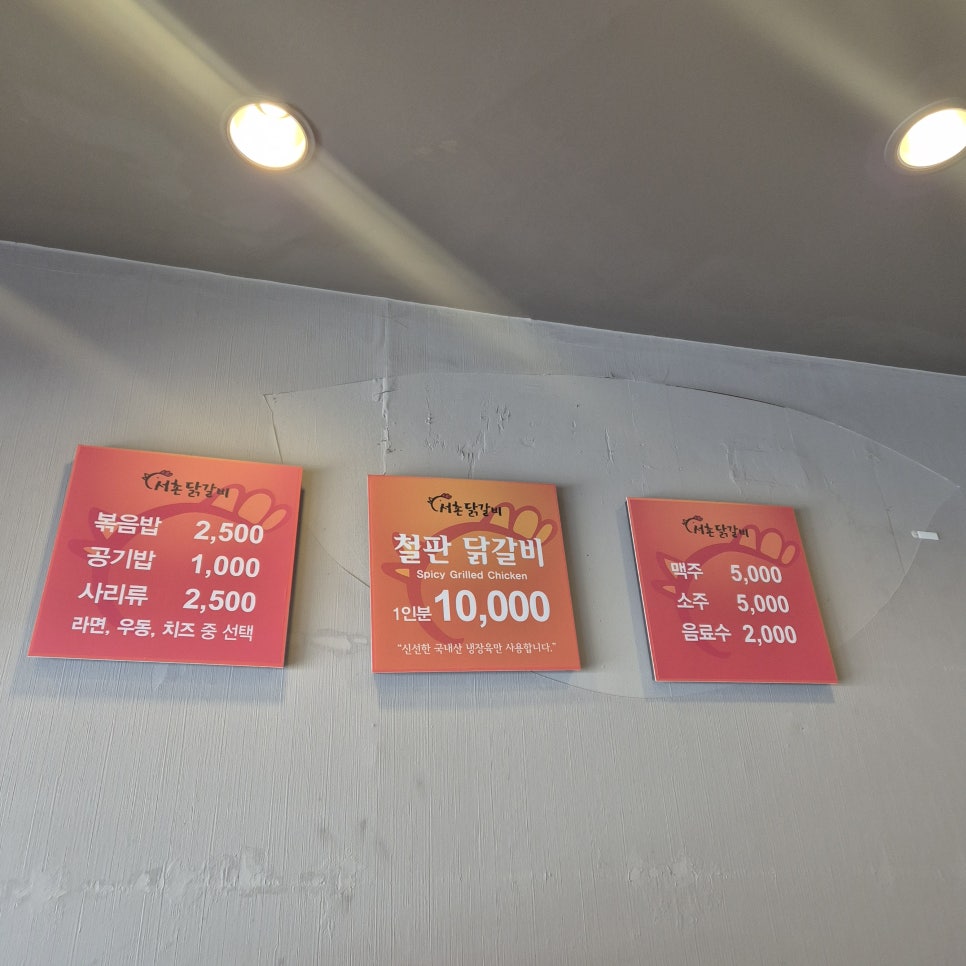 서촌닭갈비
볶음밥 2,500
공기밥 1,000
사리류 2,500
라면, 우동, 치즈 중 선택
서촌닭갈비
철판 닭갈비
Spicy Grilled Chicken
1인분 10,000
“신선한 국내산 냉장육만 사용합니다.”
서촌닭갈비
맥주 5,000
소주 5,000
음료수 2,000